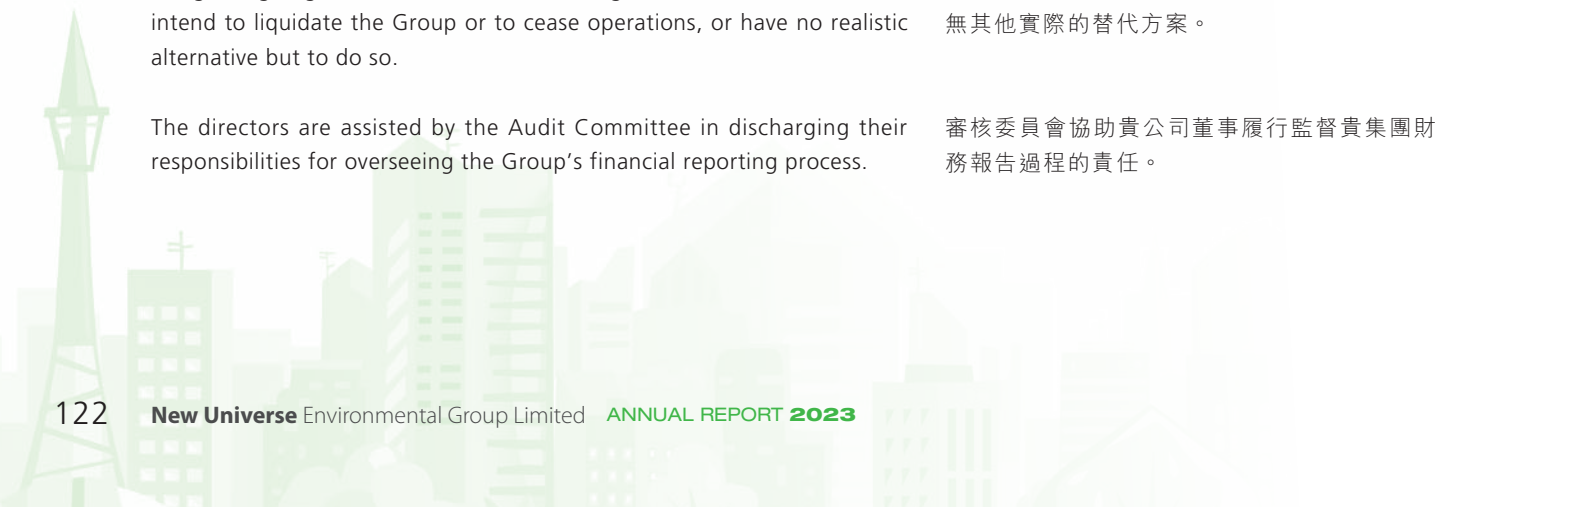 intend to liquidate the Group or to cease operations, or have no realistic
alternative but to do so.
The directors are assisted by the Audit Committee in discharging their
responsibilities for overseeing the Group’s financial reporting process.
無其他實際的替代方案。
審核委員會協助貴公司董事履行監督貴集團財
務報告過程的責任。
122 New Universe Environmental Group Limited ANNUAL REPORT 2023